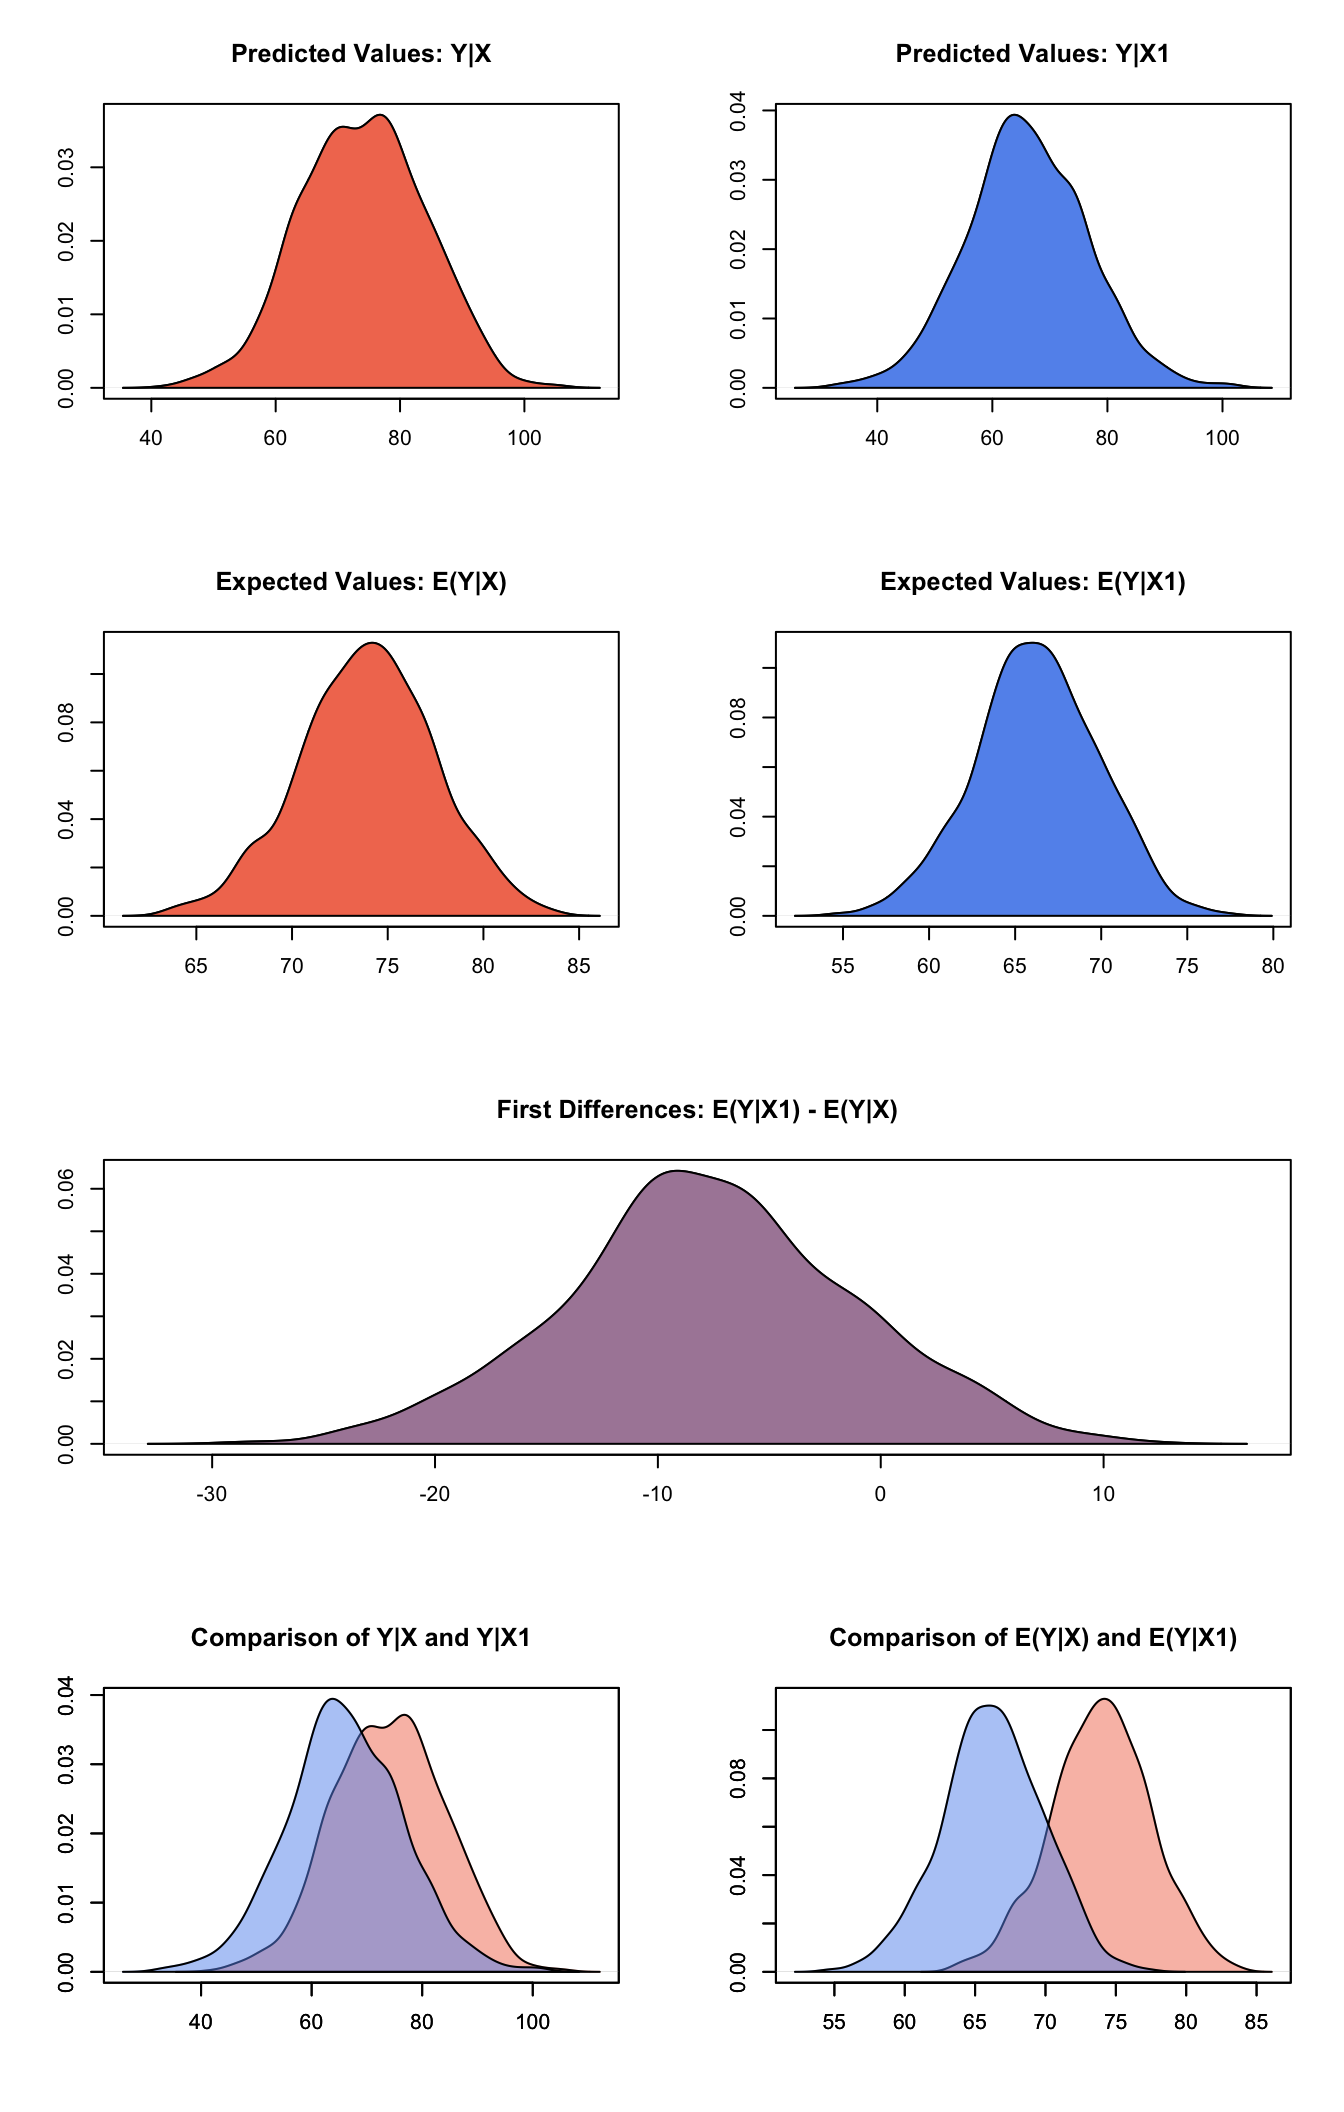 Predicted Values: Y|X
0.00 0.01 0.02 0.03
40 60 80 100
Predicted Values: Y|X1
0.00 0.01 0.02 0.03 0.04
40 60 80 100
Expected Values: E(Y|X)
0.00 0.04 0.08
65 70 75 80 85
Expected Values: E(Y|X1)
0.00 0.04 0.08
55 60 65 70 75 80
First Differences: E(Y|X1) - E(Y|X)
0.00 0.02 0.04 0.06
-30 -20 -10 0 10
Comparison of Y|X and Y|X1
0.00 0.01 0.02 0.03 0.04
40 60 80 100
Comparison of E(Y|X) and E(Y|X1)
0.00 0.04 0.08
55 60 65 70 75 80 85